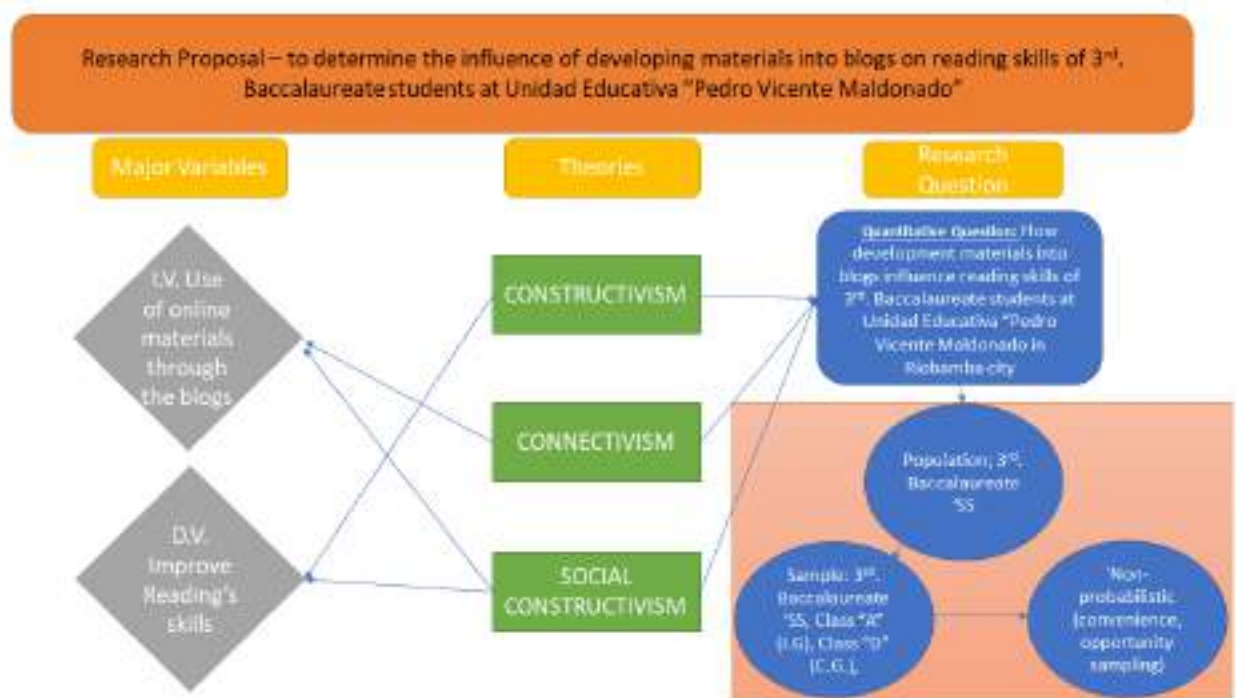 Research Proposal – to determine the influence of developing materials into blogs on reading skills of 3rd.
Baccalaureate students at Unidad Educativa "Pedro Vicente Maldonado"
Major Variables
Theories
Research
Question
I.V. Use
of online
materials
through
the blogs
D.V.
Improve
Reading's
skills
CONSTRUCTIVISM
CONNECTIVISM
SOCIAL
CONSTRUCTIVISM
Quantitative Question: How
development materials into
blogs influence reading skills of
3rd. Baccalaureate students at
Unidad Educativa "Pedro
Vicente Maldonado in
Riobamba city
Population; 3rd.
Baccalaureate
'SS
Sample: 3rd.
Baccalaureate
'SS, Class "A"
(I.G), Class "D"
(C.G.),
'Non-
probabilistic
(convenience,
opportunity
sampling)